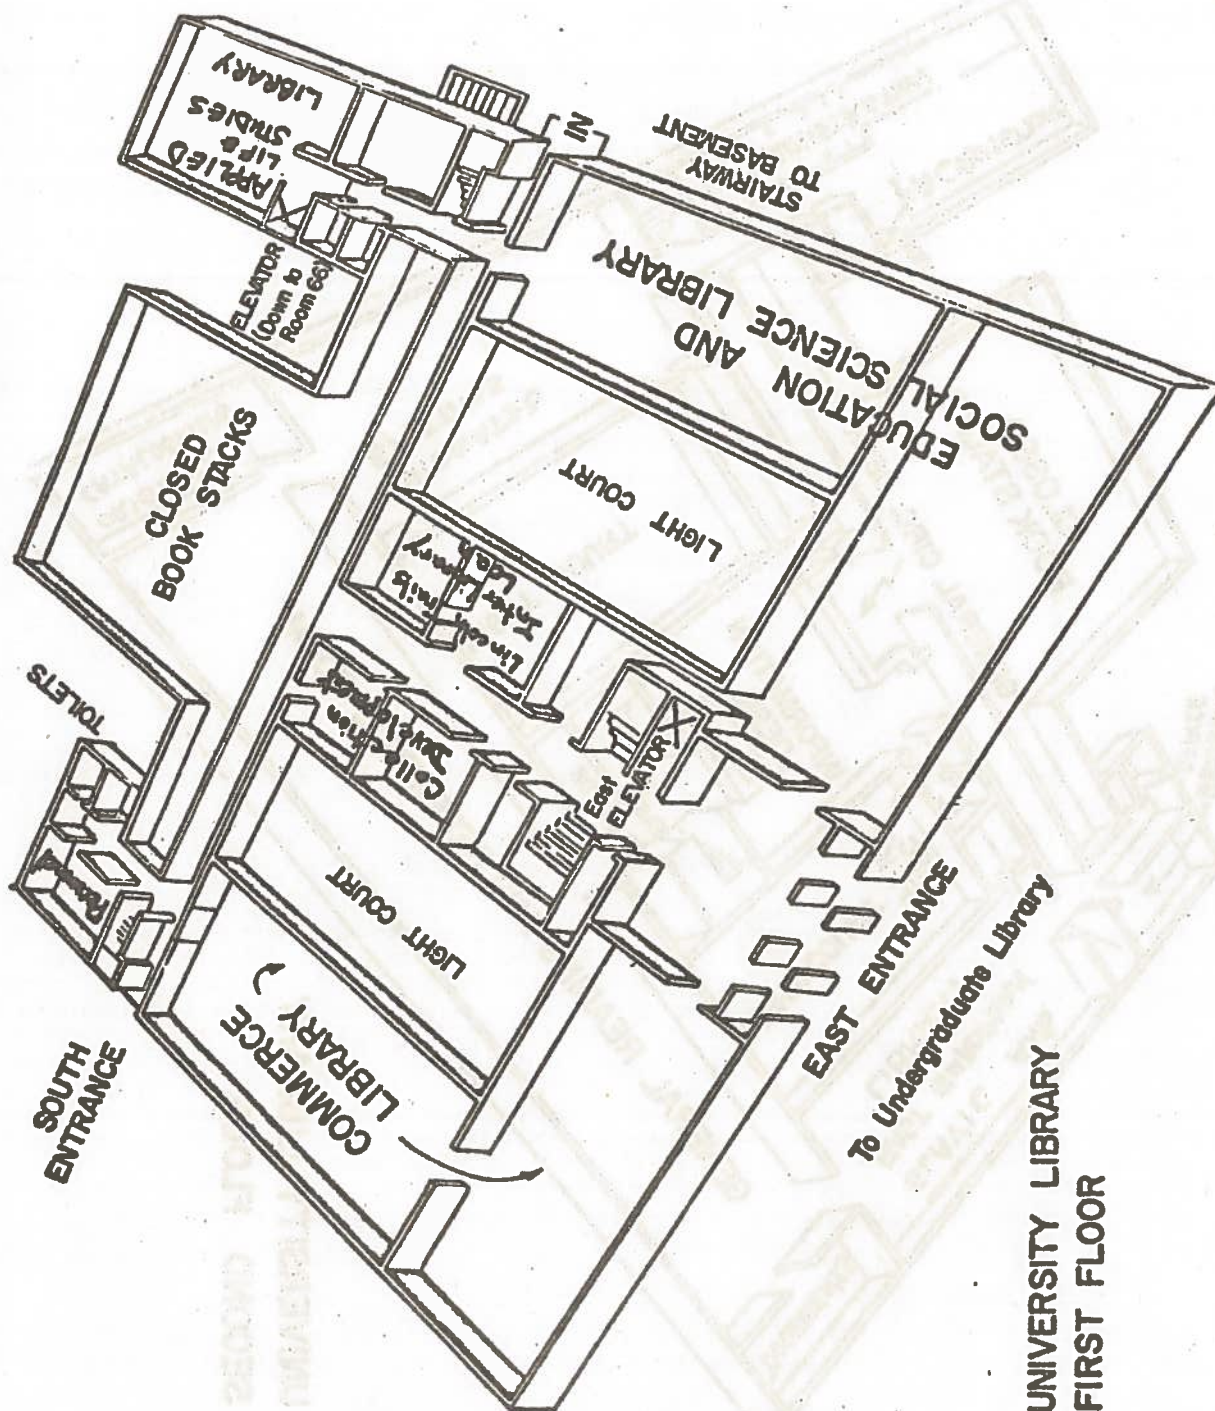 UNIVERSITY LIBRARY
FIRST FLOOR
APPLIED
LIFE
STUDIES
LIBRARY
ELEVATOR
(Down to
Room 66)
IN
STAIRWAY
TO BASEMENT
EDUCATION AND
SOCIAL SCIENCE LIBRARY
LIGHT COURT
CLOSED
BOOK STACKS
TOILETS
Lincoln Trails
Interlibrary
Loan
Collection
Development
East
ELEVATOR
LIGHT COURT
COMMERCE
LIBRARY
SOUTH
ENTRANCE
EAST ENTRANCE
To Undergraduate Library